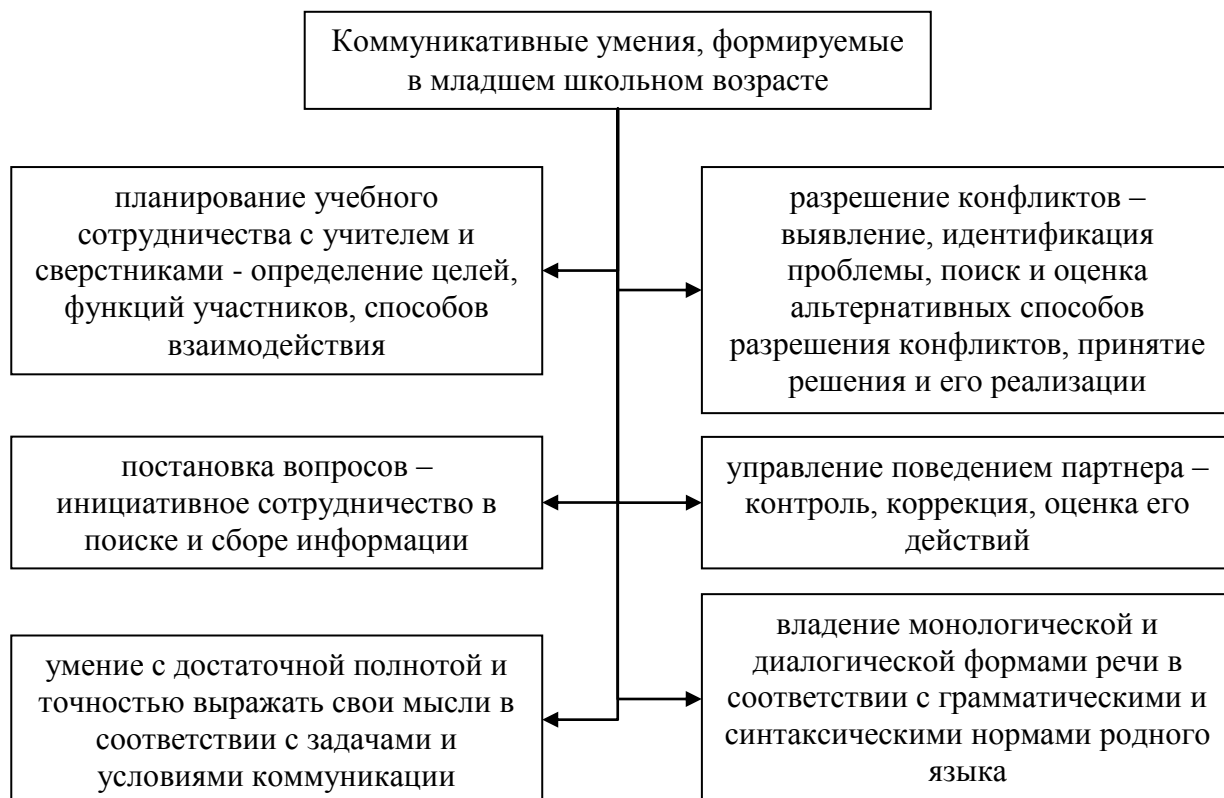 Коммуникативные умения, формируемые
в младшем школьном возрасте
планирование учебного
сотрудничества с учителем и
сверстниками - определение целей,
функций участников, способов
взаимодействия
разрешение конфликтов –
выявление, идентификация
проблемы, поиск и оценка
альтернативных способов
разрешения конфликтов, принятие
решения и его реализации
постановка вопросов –
инициативное сотрудничество в
поиске и сборе информации
управление поведением партнера –
контроль, коррекция, оценка его
действий
умение с достаточной полнотой и
точностью выражать свои мысли в
соответствии с задачами и
условиями коммуникации
владение монологической и
диалогической формами речи в
соответствии с грамматическими и
синтаксическими нормами родного
языка